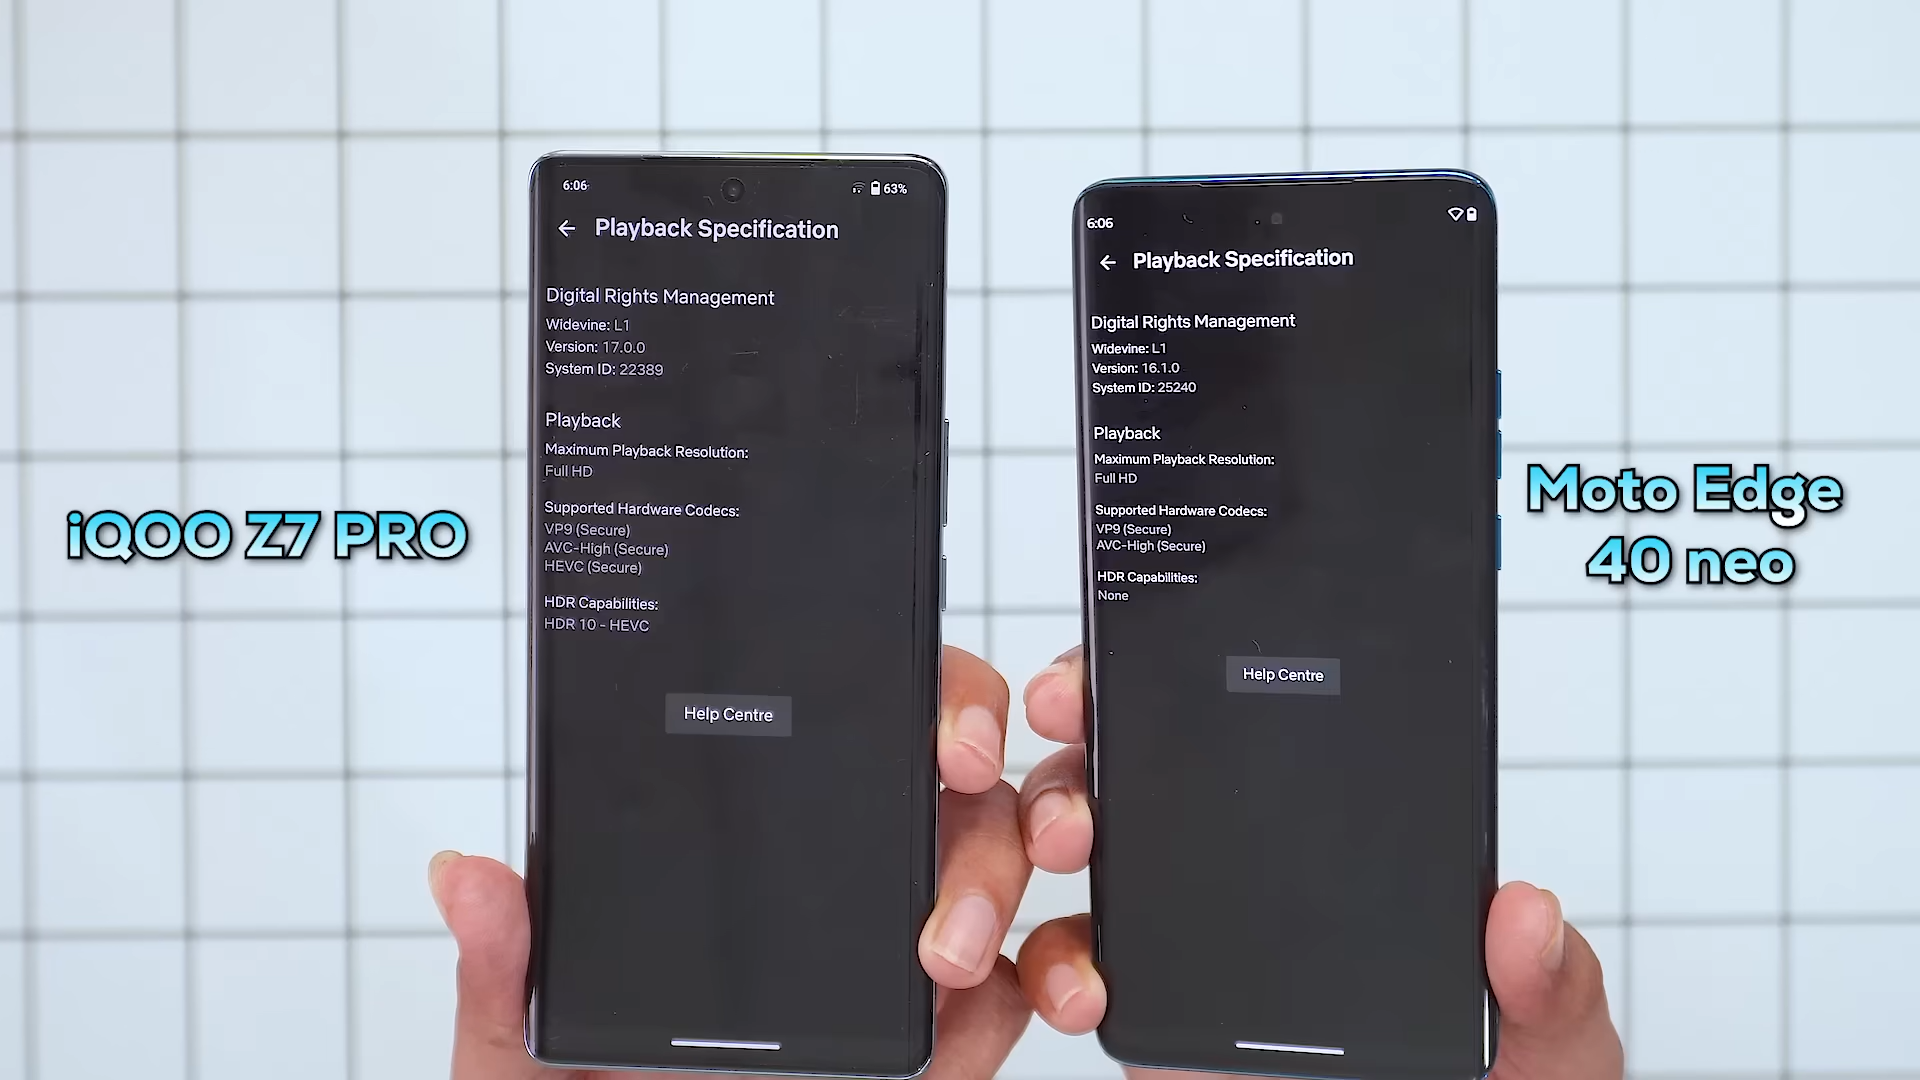 iQOO Z7 PRO
6:06
63%
Playback Specification
Digital Rights Management
Widevine: L1
Version: 17.0.0
System ID: 22389
Playback
Maximum Playback Resolution:
Full HD
Supported Hardware Codecs:
VP9 (Secure)
AVC-High (Secure)
HEVC (Secure)
HDR Capabilities:
HDR 10 - HEVC
Help Centre
6:06
Playback Specification
Digital Rights Management
Widevine: L1
Version: 16.1.0
System ID: 25240
Playback
Maximum Playback Resolution:
Full HD
Supported Hardware Codecs:
VP9 (Secure)
AVC-High (Secure)
HDR Capabilities:
None
Help Centre
Moto Edge
40 neo